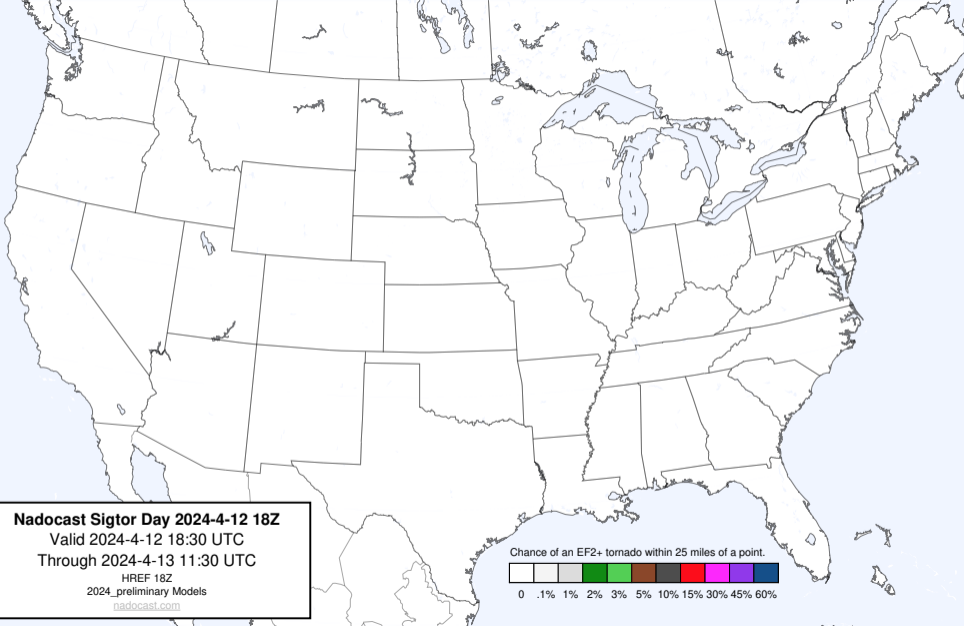 Nadocast Sigtor Day 2024-4-12 18Z
Valid 2024-4-12 18:30 UTC
Through 2024-4-13 11:30 UTC
HREF 18Z
2024_preliminary Models
nadocast.com
Chance of an EF2+ tornado within 25 miles of a point.
0 .1% 1% 2% 3% 5% 10% 15% 30% 45% 60%